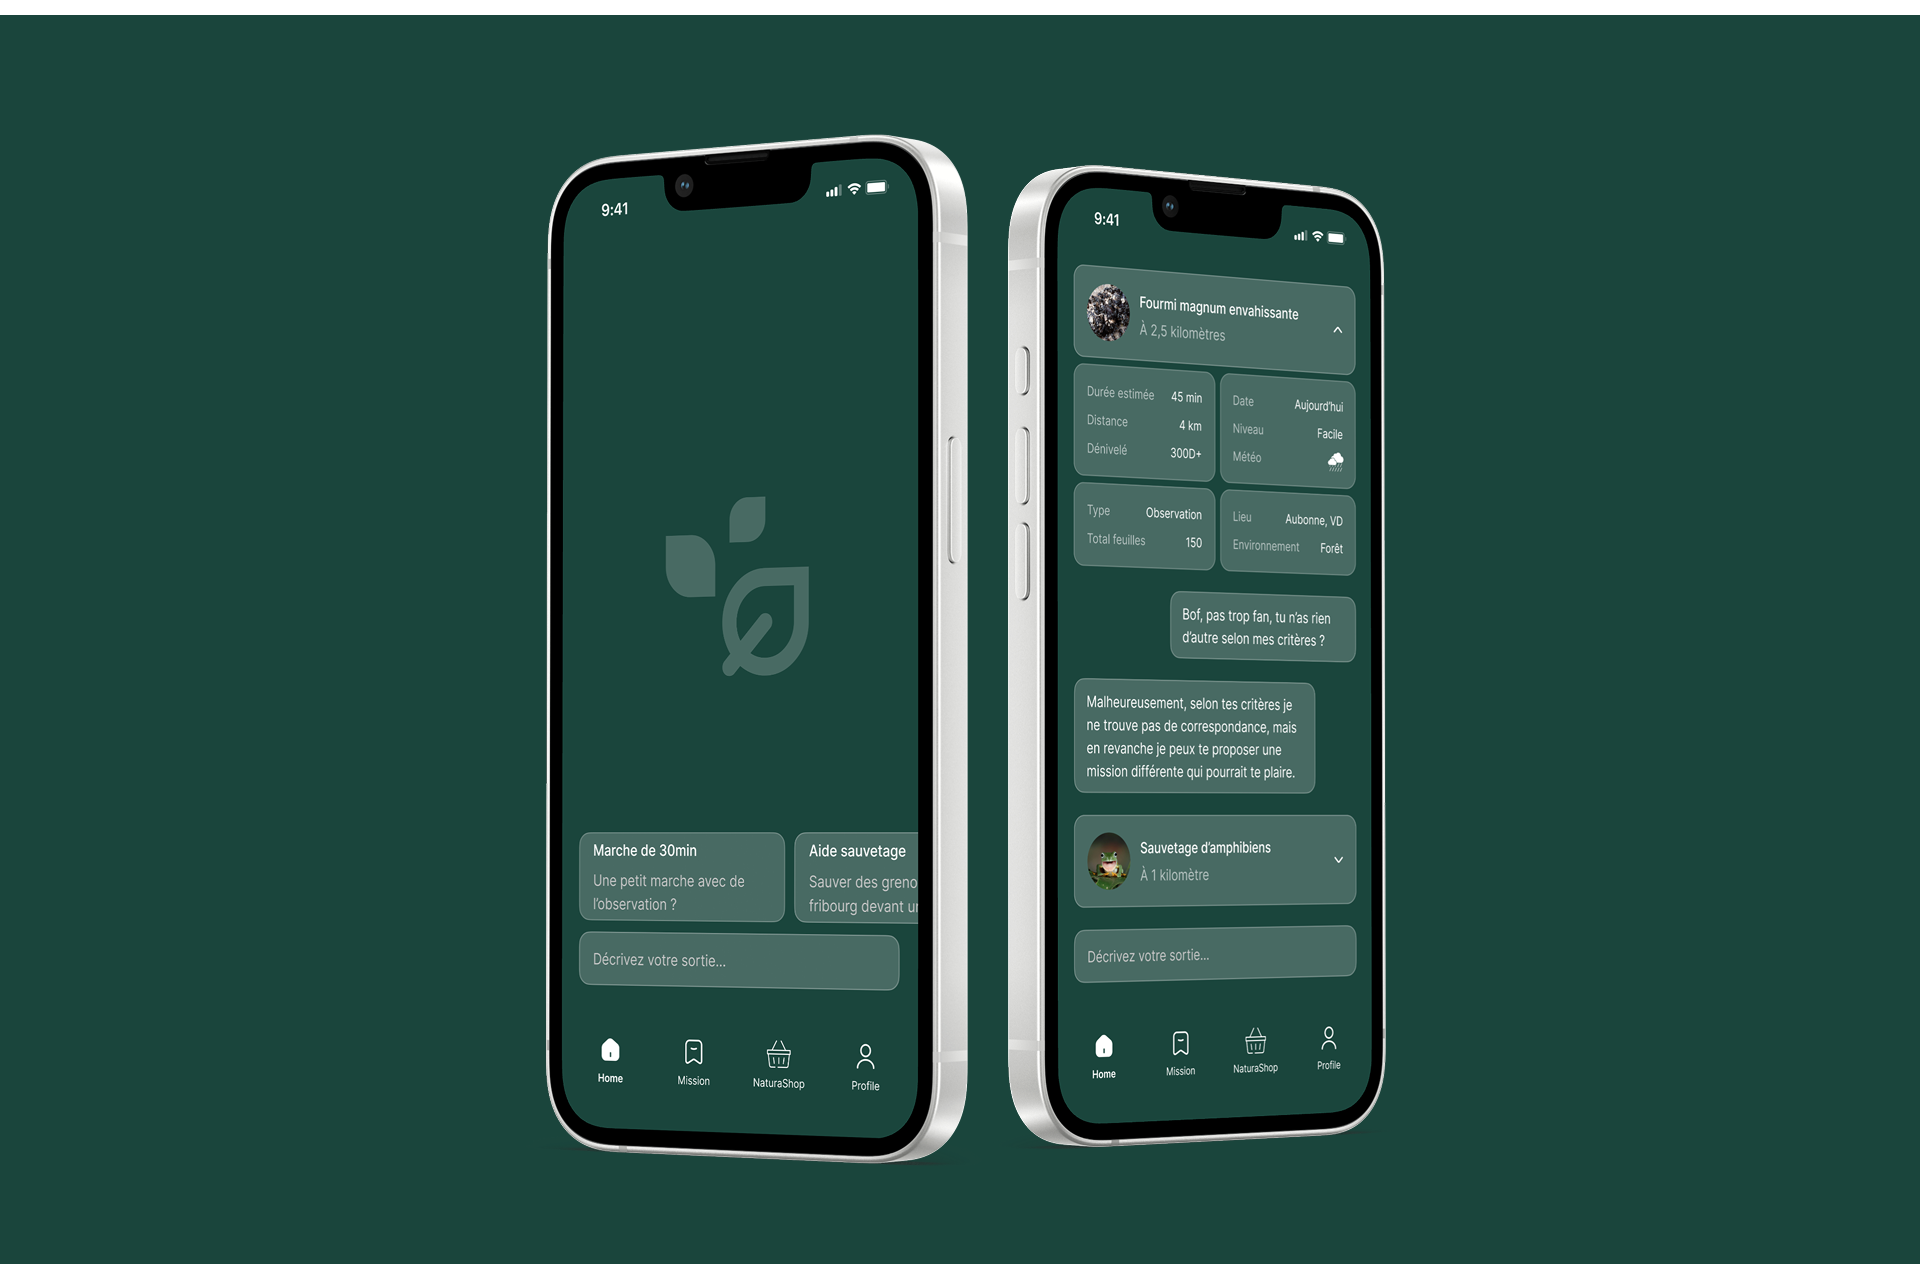 9:41
Marche de 30min
Une petit marche avec de
l'observation ?
Aide sauvetage
Sauver des greno
fribourg devant
Décrivez votre sortie...
Home
Mission
NaturaShop
Profile
9:41
Fourmi magnum envahissante
À 2,5 kilomètres
Durée estimée 45 min
Distance 4 km
Dénivelé 300D+
Date Aujourd'hui
Niveau Facile
Météo
Type Observation
Total feuilles 150
Lieu Aubonne, VD
Environnement Forêt
Bof, pas trop fan, tu n'as rien
d'autre selon mes critères ?
Malheureusement, selon tes critères je
ne trouve pas de correspondance, mais
en revanche je peux te proposer une
mission différente qui pourrait te plaire.
Sauvetage d'amphibiens
À 1 kilomètre
Décrivez votre sortie...
Home
Mission
NaturaShop
Profile